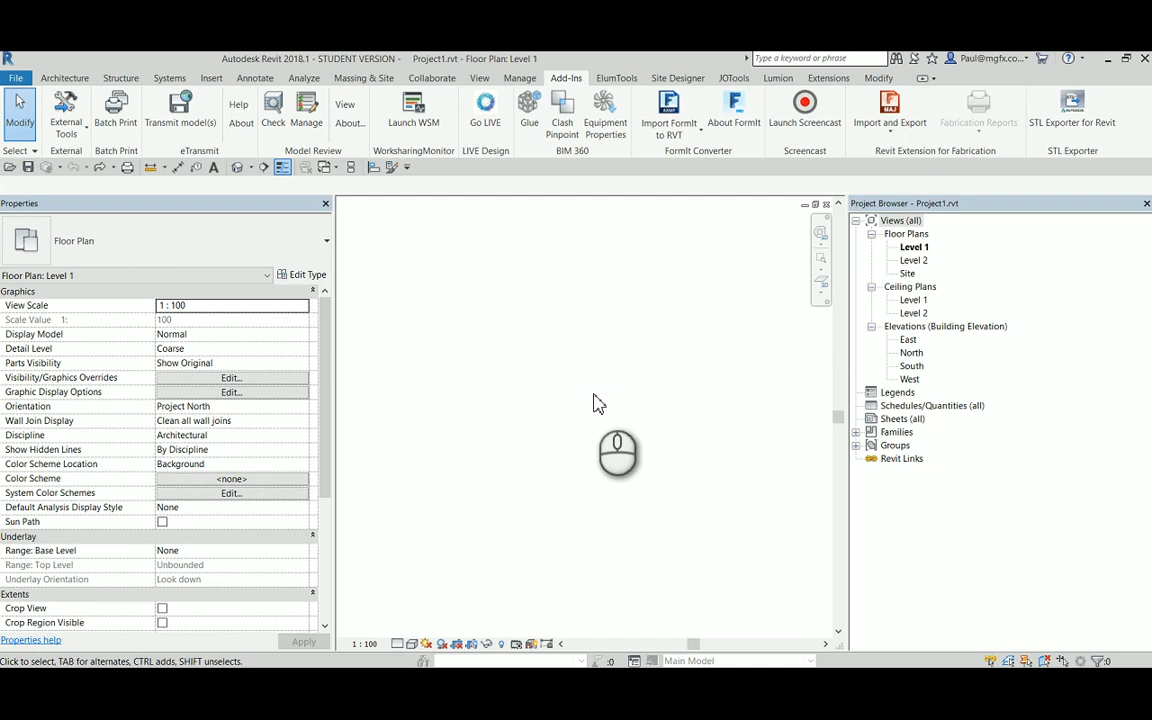 Autodesk Revit 2018.1 - STUDENT VERSION - Project1.rvt - Floor Plan: Level 1
Type a keyword or phrase
Paul@mgfx.co...
File Architecture Structure Systems Insert Annotate Analyze Massing & Site Collaborate View Manage Add-Ins ElumTools Site Designer JOTools Lumion Extensions Modify
Modify
External Tools
Batch Print
Transmit model(s)
Help
About
Check
Manage
View
About...
Launch WSM
Go LIVE
Glue
Clash Pinpoint
Equipment Properties
Import FormIt to RVT
About FormIt
Launch Screencast
Import and Export
Fabrication Reports
STL Exporter for Revit
Select External Batch Print eTransmit Model Review WorksharingMonitor LIVE Design BIM 360 FormIt Converter Screencast Revit Extension for Fabrication STL Exporter
Properties
Floor Plan
Floor Plan: Level 1
Edit Type
Graphics
View Scale 1 : 100
Scale Value 1: 100
Display Model Normal
Detail Level Coarse
Parts Visibility Show Original
Visibility/Graphics Overrides Edit...
Graphic Display Options Edit...
Orientation Project North
Wall Join Display Clean all wall joins
Discipline Architectural
Show Hidden Lines By Discipline
Color Scheme Location Background
Color Scheme <none>
System Color Schemes Edit...
Default Analysis Display Style None
Sun Path
Underlay
Range: Base Level None
Range: Top Level Unbounded
Underlay Orientation Look down
Extents
Crop View
Crop Region Visible
Properties help
Apply
Project Browser - Project1.rvt
Views (all)
Floor Plans
Level 1
Level 2
Site
Ceiling Plans
Level 1
Level 2
Elevations (Building Elevation)
East
North
South
West
Legends
Schedules/Quantities (all)
Sheets (all)
Families
Groups
Revit Links
1 : 100
Click to select, TAB for alternates, CTRL adds, SHIFT unselects.
:0
Main Model
:0